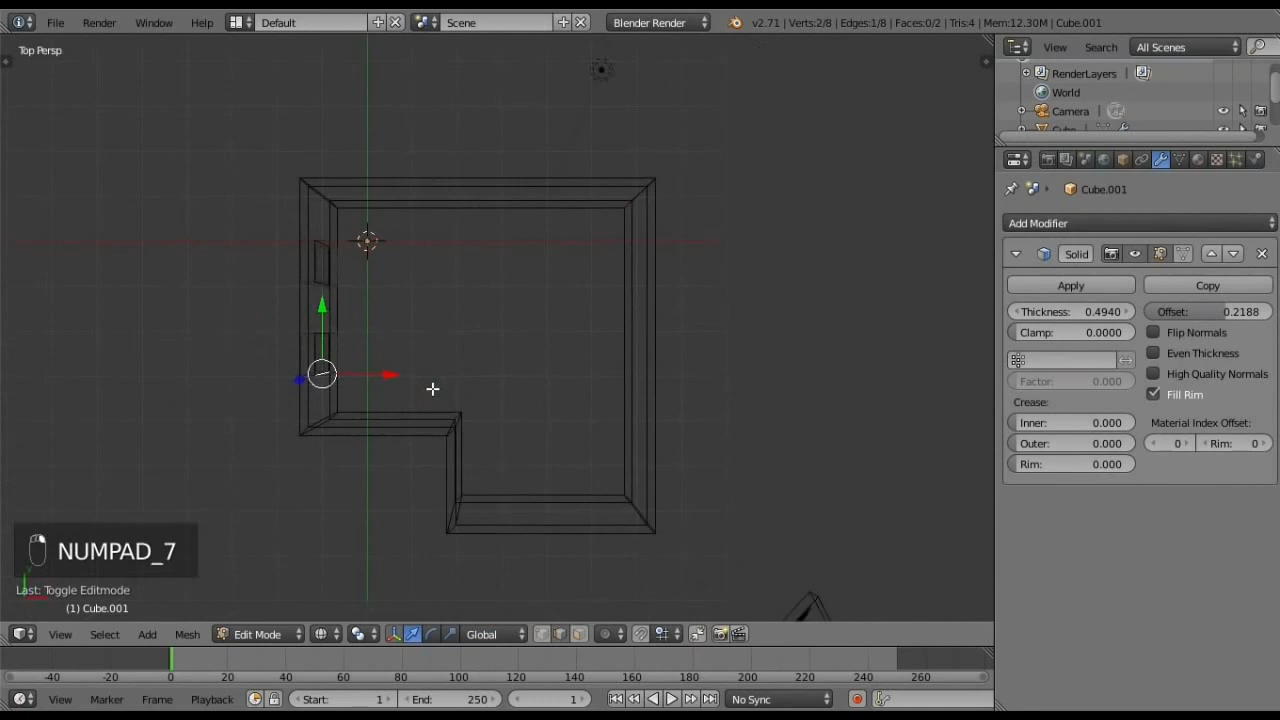 File Render Window Help Default Scene Blender Render v2.71 | Verts:2/8 | Edges:1/8 | Faces:0/2 | Tris:4 | Mem:12.30M | Cube.001
Top Persp
View Search All Scenes
RenderLayers
World
Camera
Cube
Cube.001
Add Modifier
Solid
Apply Copy
Thickness: 0.4940 Offset: 0.2188
Clamp: 0.0000 Flip Normals
Even Thickness
Factor: 0.000 High Quality Normals
Crease: Fill Rim
Inner: 0.000 Material Index Offset:
Outer: 0.000 0 Rim: 0
Rim: 0.000
NUMPAD_7
Last: Toggle Editmode
(1) Cube.001
View Select Add Mesh Edit Mode Global
-40 -20 0 20 40 60 80 100 120 140 160 180 200 220 240 260
View Marker Frame Playback Start: 1 End: 250 1 No Sync